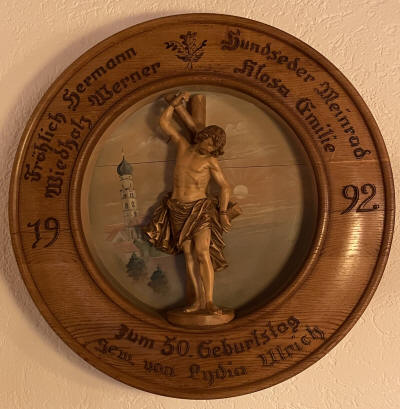 Fröhlich Hermann
Wiedholz Werner
Hundseder Meinrad
Klosa Emilie
19 92
Zum 50. Geburtstag
Gew. von Lydia Ulrich